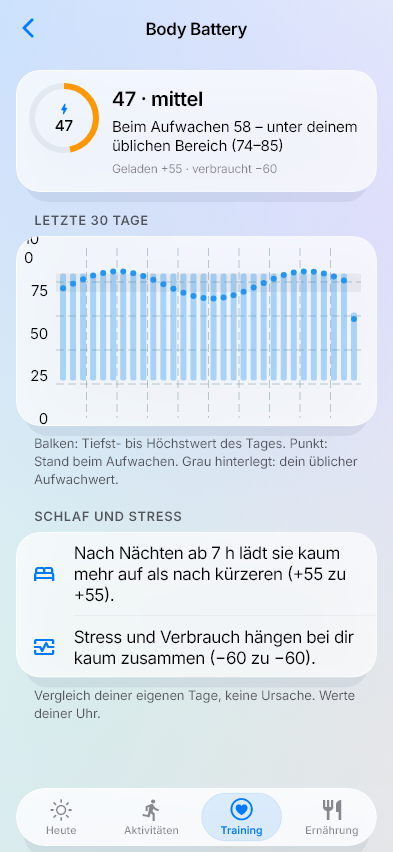 Body Battery
47
47 · mittel
Beim Aufwachen 58 – unter deinem
üblichen Bereich (74–85)
Geladen +55 · verbraucht −60
LETZTE 30 TAGE
10
0
75
50
25
0
Balken: Tiefst- bis Höchstwert des Tages. Punkt:
Stand beim Aufwachen. Grau hinterlegt: dein üblicher
Aufwachwert.
SCHLAF UND STRESS
Nach Nächten ab 7 h lädt sie kaum
mehr auf als nach kürzeren (+55 zu
+55).
Stress und Verbrauch hängen bei dir
kaum zusammen (−60 zu −60).
Vergleich deiner eigenen Tage, keine Ursache. Werte
deiner Uhr.
Heute
Aktivitäten
Training
Ernährung